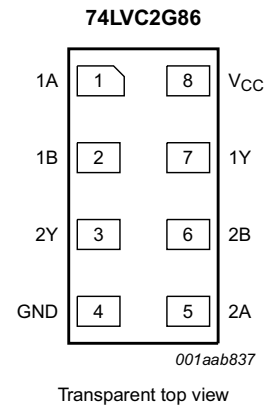 74LVC2G86
1A 1 8 VCC
1B 2 7 1Y
2Y 3 6 2B
GND 4 5 2A
001aab837
Transparent top view